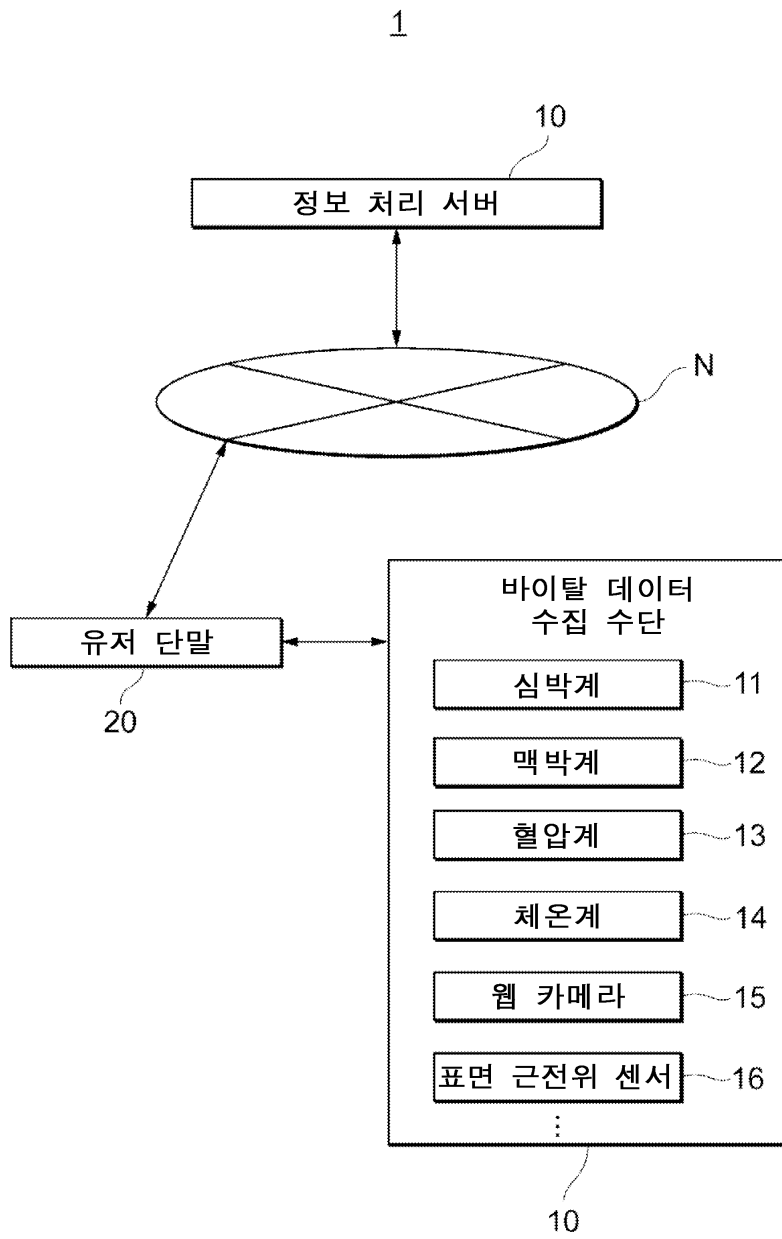 1
10
정보 처리 서버
N
바이탈 데이터
수집 수단
유저 단말
20
심박계
11
맥박계
12
혈압계
13
체온계
14
웹 카메라
15
표면 근전위 센서
16
⋮
10